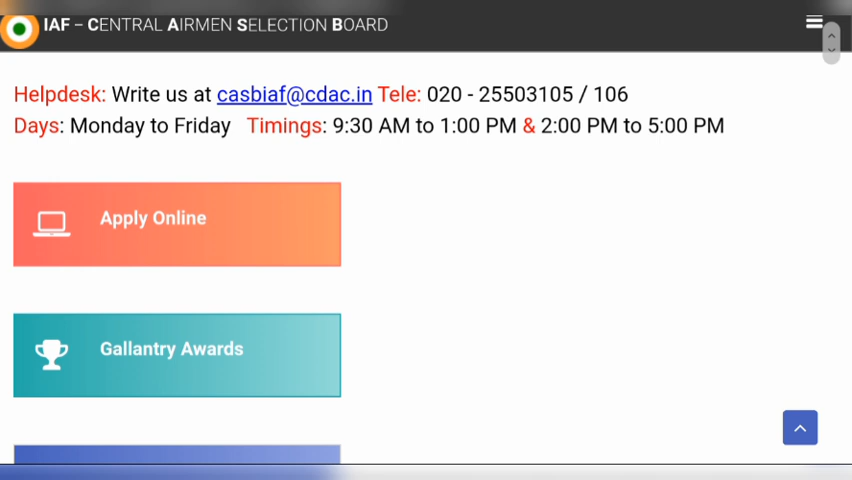 IAF – CENTRAL AIRMEN SELECTION BOARD
Helpdesk: Write us at casbiaf@cdac.in Tele: 020 - 25503105 / 106
Days: Monday to Friday Timings: 9:30 AM to 1:00 PM & 2:00 PM to 5:00 PM
Apply Online
Gallantry Awards